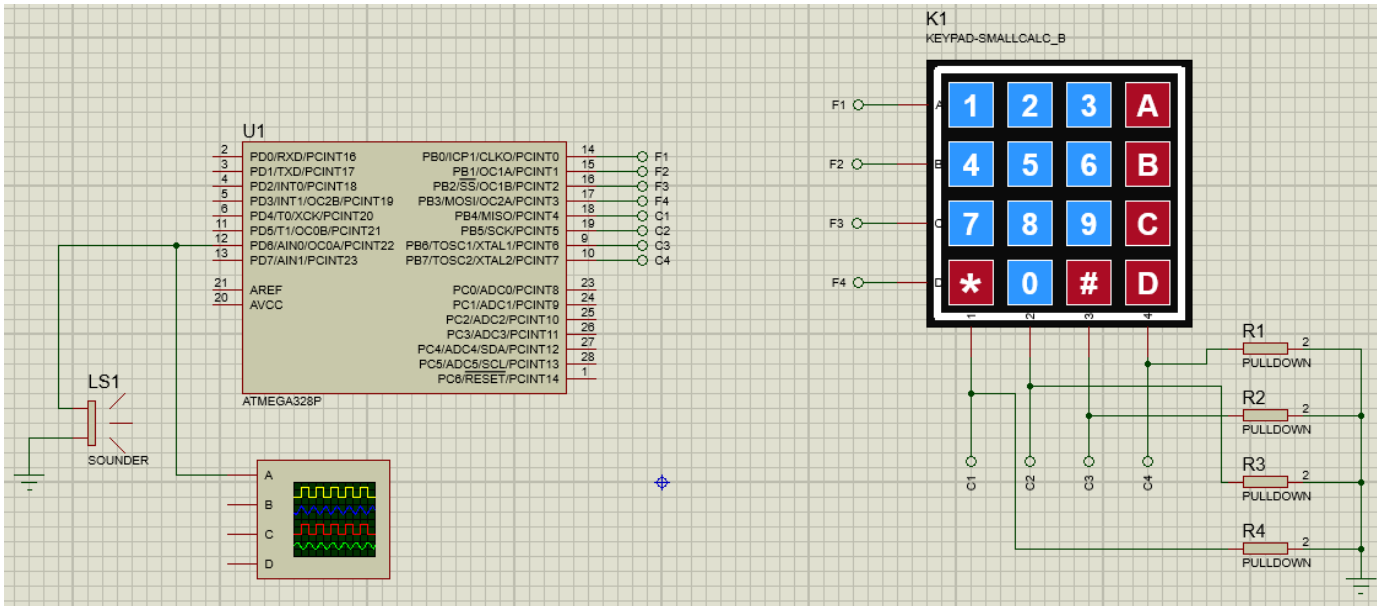 K1
KEYPAD-SMALLCALC_B
F1
A
1 2 3 A
F2
B
4 5 6 B
F3
C
7 8 9 C
F4
D
* 0 # D
1 2 3 4
C1 C2 C3 C4
R1
2
PULLDOWN
R2
2
PULLDOWN
R3
2
PULLDOWN
R4
2
PULLDOWN
U1
2 PD0/RXD/PCINT16
3 PD1/TXD/PCINT17
4 PD2/INT0/PCINT18
5 PD3/INT1/OC2B/PCINT19
6 PD4/T0/XCK/PCINT20
11 PD5/T1/OC0B/PCINT21
12 PD6/AIN0/OC0A/PCINT22
13 PD7/AIN1/PCINT23
21 AREF
20 AVCC
PB0/ICP1/CLKO/PCINT0 14 F1
PB1/OC1A/PCINT1 15 F2
PB2/SS/OC1B/PCINT2 16 F3
PB3/MOSI/OC2A/PCINT3 17 F4
PB4/MISO/PCINT4 18 C1
PB5/SCK/PCINT5 19 C2
PB6/TOSC1/XTAL1/PCINT6 9 C3
PB7/TOSC2/XTAL2/PCINT7 10 C4
PC0/ADC0/PCINT8 23
PC1/ADC1/PCINT9 24
PC2/ADC2/PCINT10 25
PC3/ADC3/PCINT11 26
PC4/ADC4/SDA/PCINT12 27
PC5/ADC5/SCL/PCINT13 28
PC6/RESET/PCINT14 1
ATMEGA328P
LS1
SOUNDER
A
B
C
D